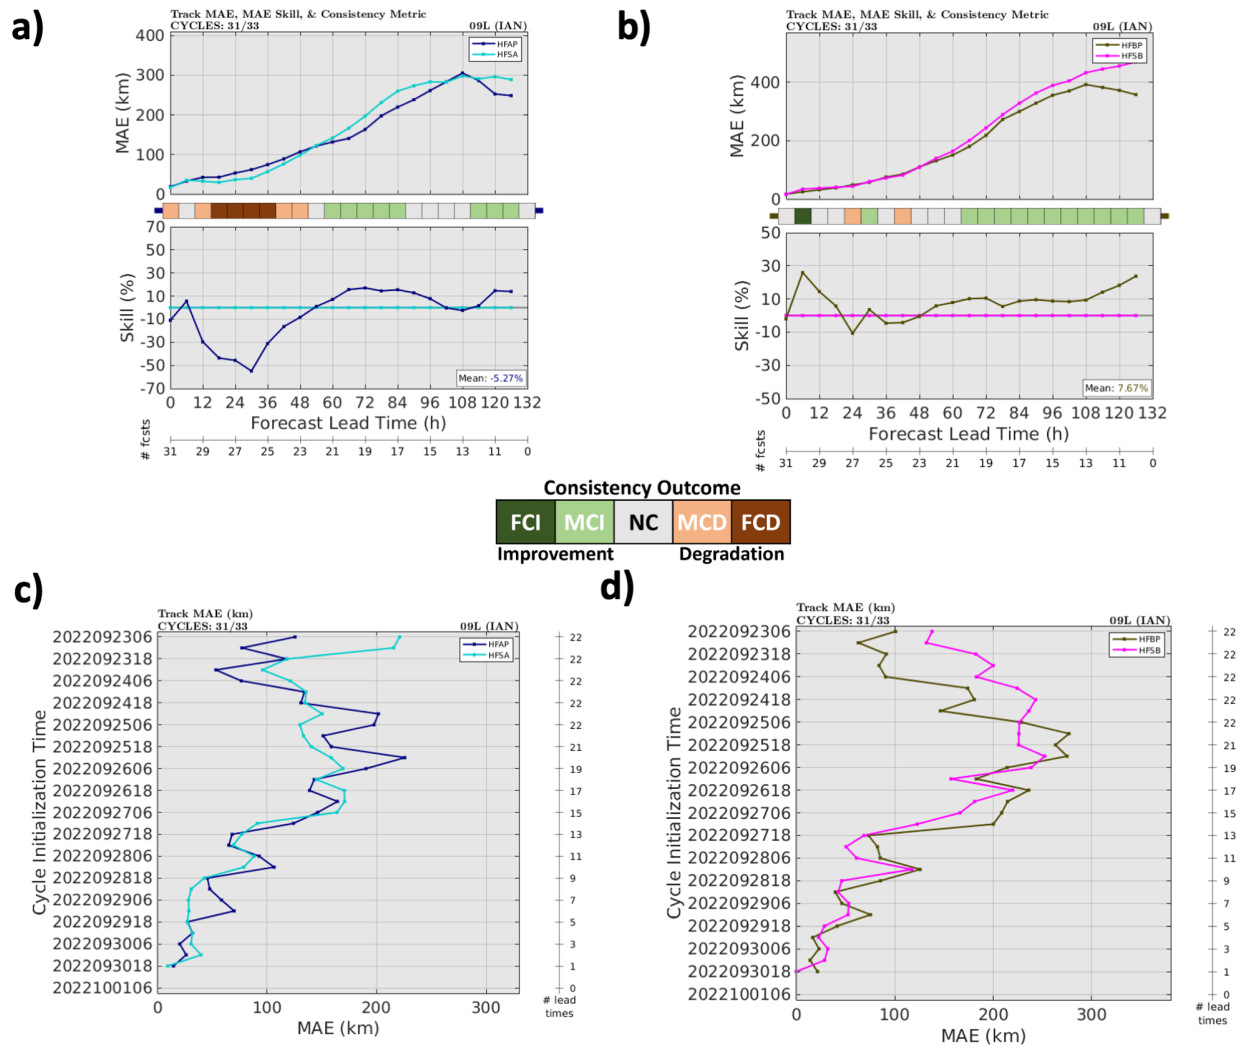 a)
Track MAE, MAE Skill, & Consistency Metric
CYCLES: 31/33 09L (IAN)
400
300
200
100
0
MAE (km)
HFAP
HFSA
70
50
30
10
-10
-30
-50
-70
Skill (%)
Mean: -5.27%
0 12 24 36 48 60 72 84 96 108 120 132
Forecast Lead Time (h)
# fcsts
31 29 27 25 23 21 19 17 15 13 11 0
b)
Track MAE, MAE Skill, & Consistency Metric
CYCLES: 31/33 09L (IAN)
400
200
0
MAE (km)
HFBP
HFSB
50
30
10
-10
-30
-50
Skill (%)
Mean: 7.67%
0 12 24 36 48 60 72 84 96 108 120 132
Forecast Lead Time (h)
# fcsts
31 29 27 25 23 21 19 17 15 13 11 0
Consistency Outcome
FCI MCI NC MCD FCD
Improvement Degradation
c)
Track MAE (km)
CYCLES: 31/33 09L (IAN)
HFAP
HFSA
Cycle Initialization Time
2022092306 22
2022092318 22
2022092406 22
2022092418 22
2022092506 22
2022092518 21
2022092606 19
2022092618 17
2022092706 15
2022092718 13
2022092806 11
2022092818 9
2022092906 7
2022092918 5
2022093006 3
2022093018 1
2022100106 0
0 100 200 300
MAE (km)
# lead
times
d)
Track MAE (km)
CYCLES: 31/33 09L (IAN)
HFBP
HFSB
Cycle Initialization Time
2022092306 22
2022092318 22
2022092406 22
2022092418 22
2022092506 22
2022092518 21
2022092606 19
2022092618 17
2022092706 15
2022092718 13
2022092806 11
2022092818 9
2022092906 7
2022092918 5
2022093006 3
2022093018 1
2022100106 0
0 100 200 300
MAE (km)
# lead
times